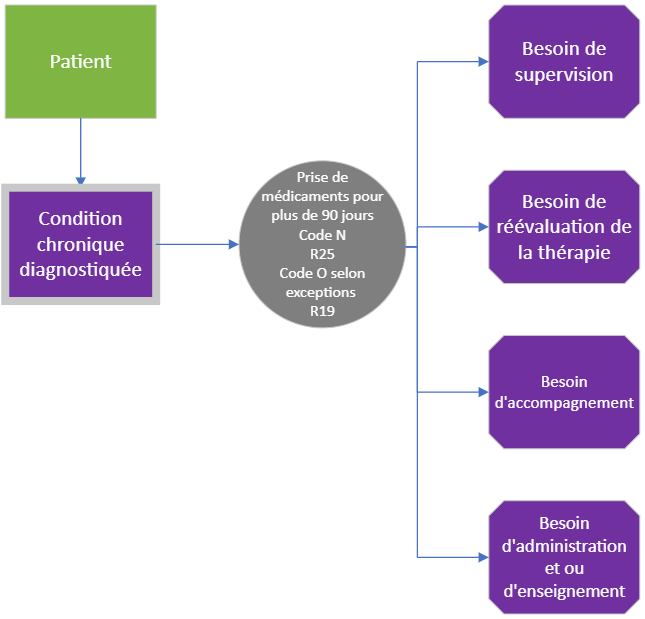 Patient
Condition
chronique
diagnostiquée
Prise de
médicaments pour
plus de 90 jours
Code N
R25
Code O selon
exceptions
R19
Besoin de
supervision
Besoin de
réévaluation de
la thérapie
Besoin
d'accompagnement
Besoin
d'administration
et ou
d'enseignement